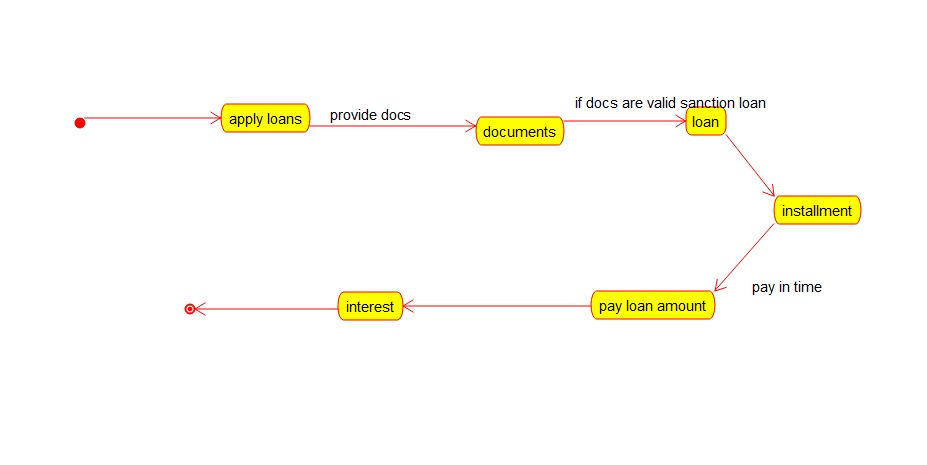 if docs are valid sanction loan
apply loans
provide docs
documents
loan
installment
pay in time
pay loan amount
interest